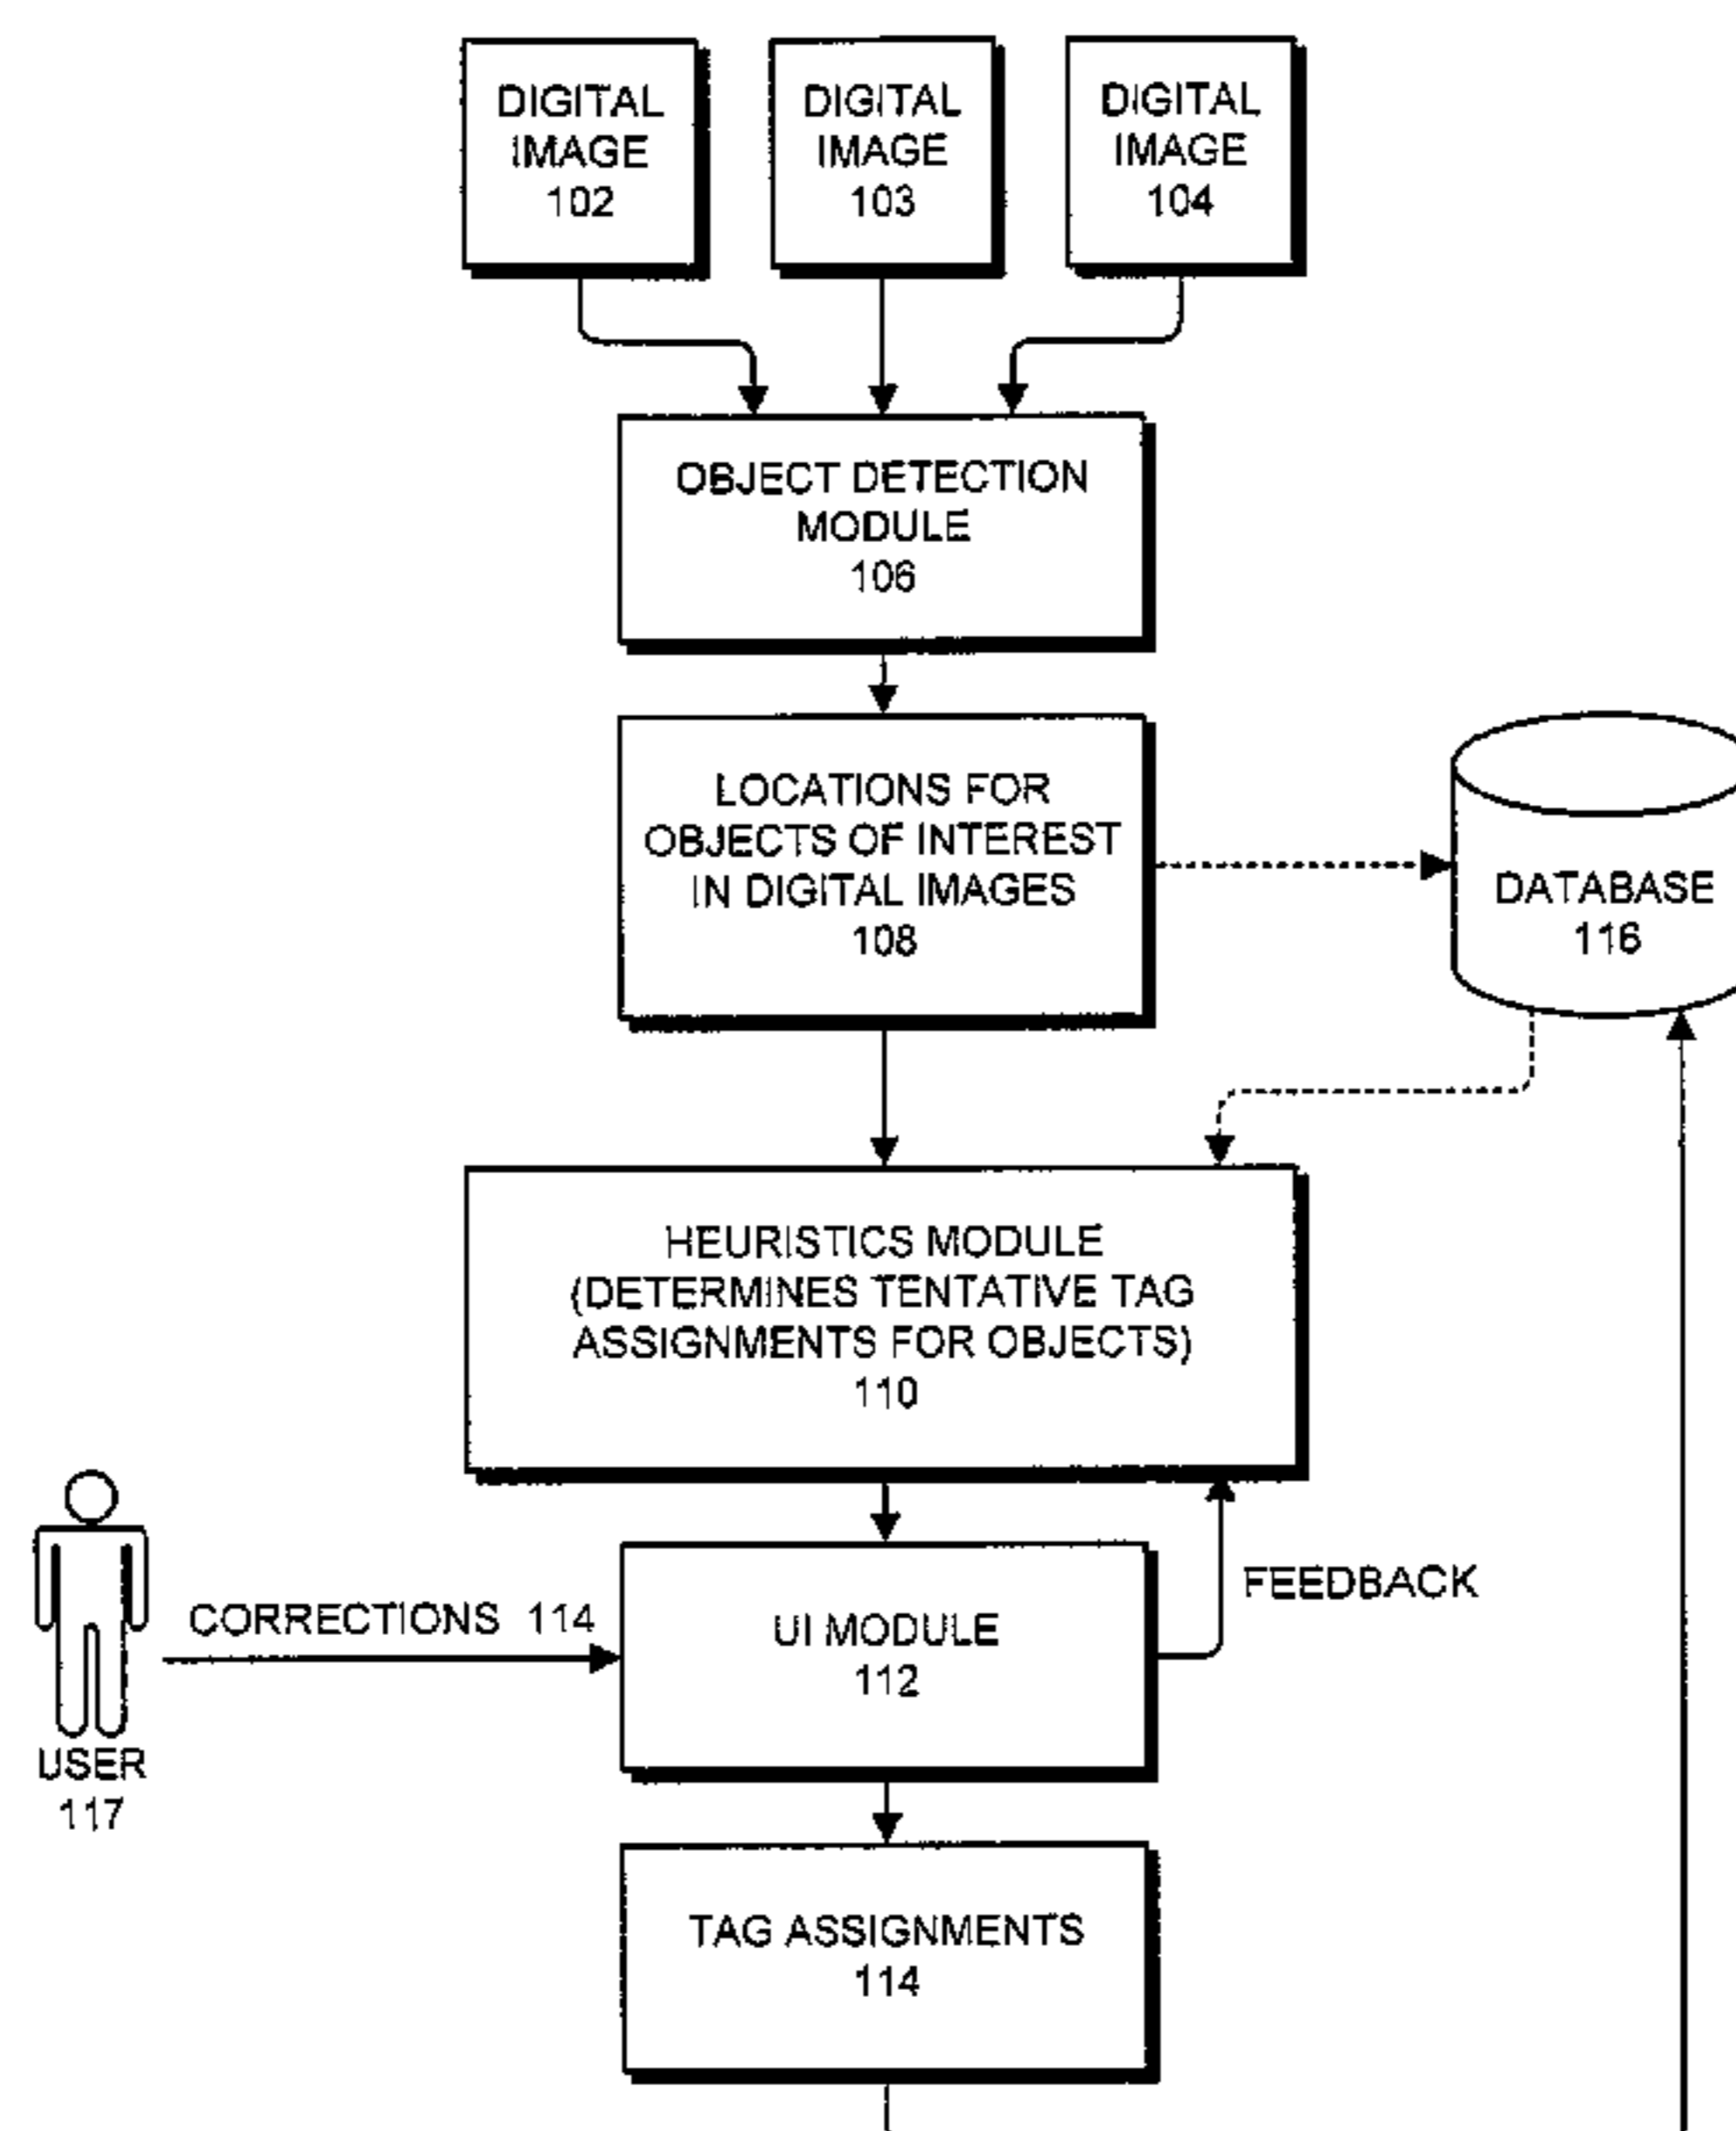 DIGITAL
IMAGE
102
DIGITAL
IMAGE
103
DIGITAL
IMAGE
104
OBJECT DETECTION
MODULE
106
LOCATIONS FOR
OBJECTS OF INTEREST
IN DIGITAL IMAGES
108
DATABASE
116
HEURISTICS MODULE
(DETERMINES TENTATIVE TAG
ASSIGNMENTS FOR OBJECTS)
110
FEEDBACK
CORRECTIONS 114
UI MODULE
112
USER
117
TAG ASSIGNMENTS
114